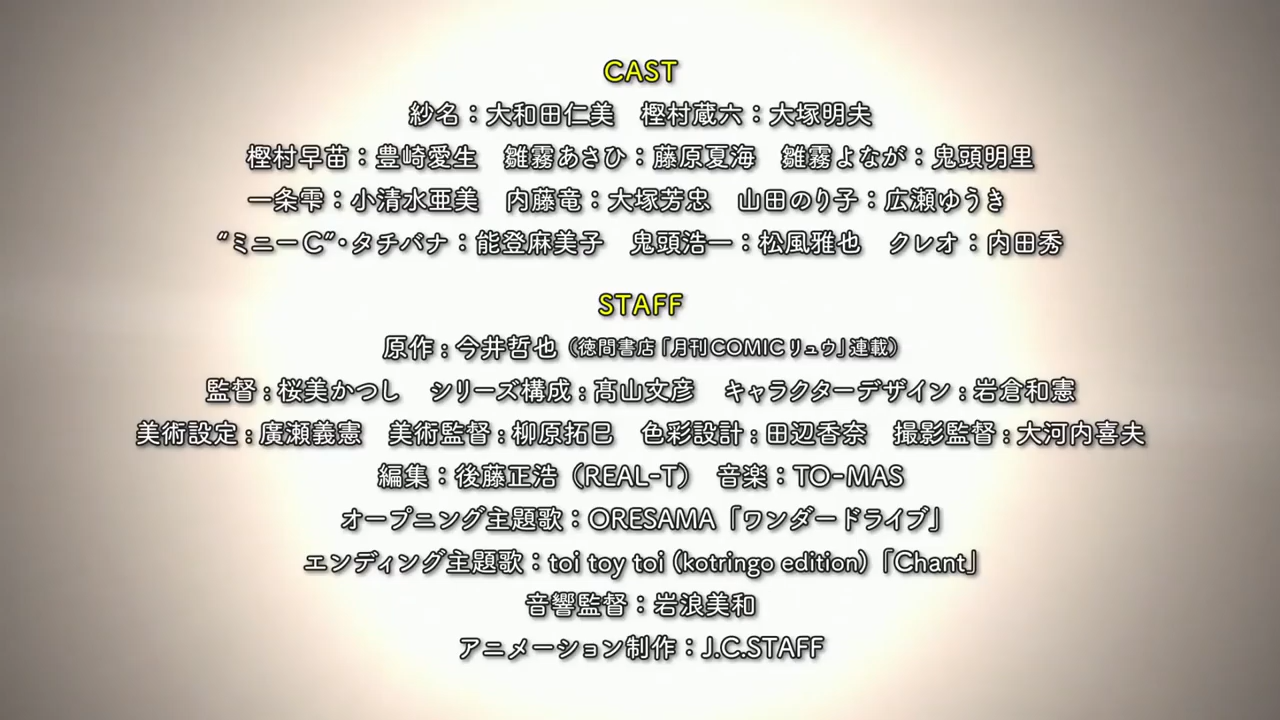 CAST
紗名：大和田仁美　樫村蔵六：大塚明夫
樫村早苗：豊崎愛生　雛霧あさひ：藤原夏海　雛霧よなが：鬼頭明里
一条雫：小清水亜美　内藤竜：大塚芳忠　山田のり子：広瀬ゆうき
“ミニーC”・タチバナ：能登麻美子　鬼頭浩一：松風雅也　クレオ：内田秀
STAFF
原作：今井哲也（徳間書店「月刊COMICリュウ」連載）
監督：桜美かつし　シリーズ構成：髙山文彦　キャラクターデザイン：岩倉和憲
美術設定：廣瀬義憲　美術監督：柳原拓巳　色彩設計：田辺香奈　撮影監督：大河内喜夫
編集：後藤正浩（REAL-T）　音楽：TO-MAS
オープニング主題歌：ORESAMA「ワンダードライブ」
エンディング主題歌：toi toy toi (kotringo edition)「Chant」
音響監督：岩浪美和
アニメーション制作：J.C.STAFF